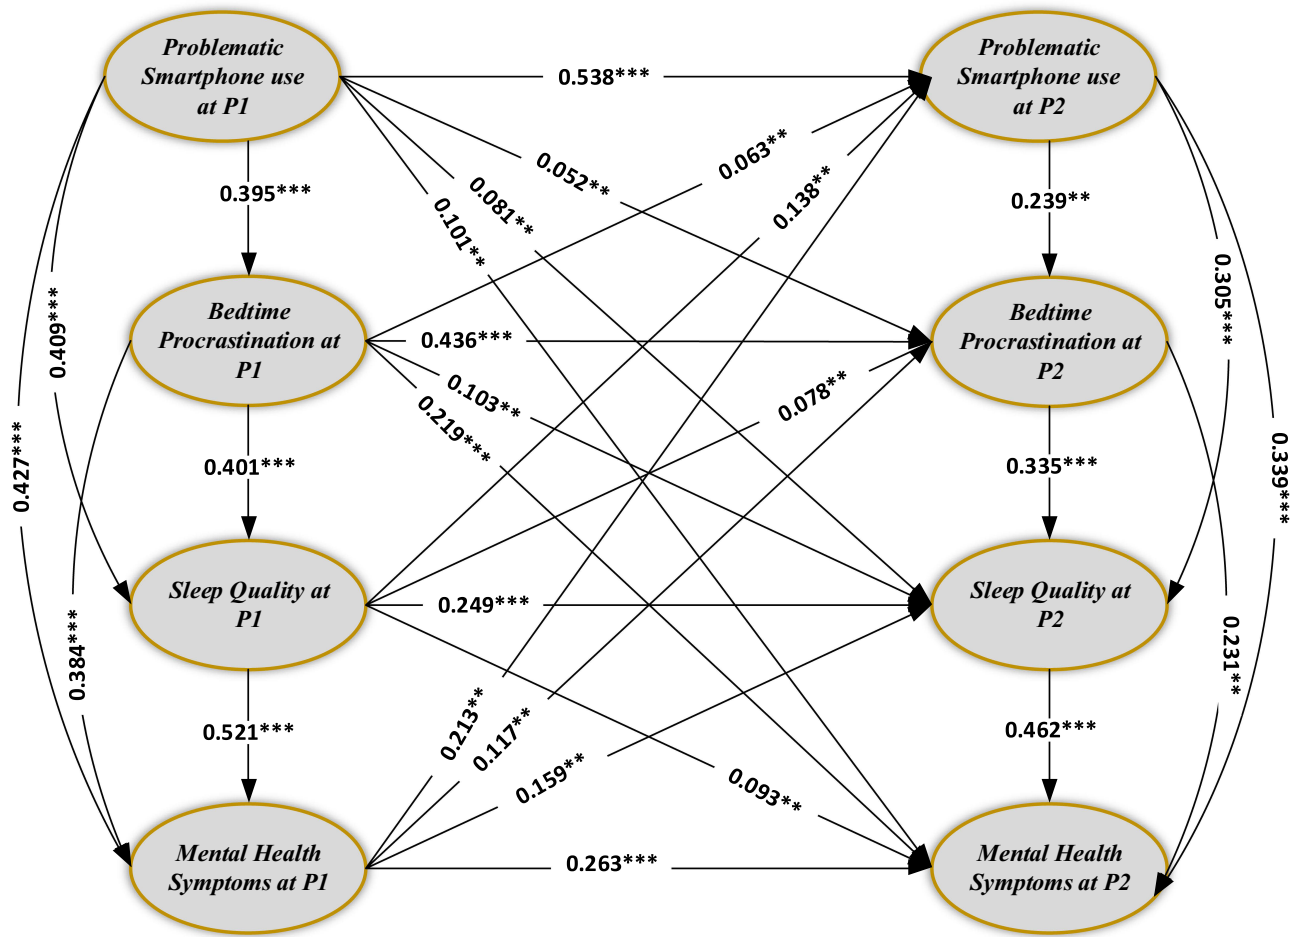 Problematic
Smartphone use
at P1
Problematic
Smartphone use
at P2
0.538***
0.063**
0.052**
0.138**
0.081**
0.101**
0.395***
0.239**
0.305***
0.409***
Bedtime
Procrastination at
P1
Bedtime
Procrastination at
P2
0.436***
0.103**
0.078**
0.219***
0.427***
0.401***
0.335***
0.339***
Sleep Quality at
P1
Sleep Quality at
P2
0.249***
0.384***
0.231**
0.213**
0.117**
0.521***
0.462***
0.159**
0.093**
Mental Health
Symptoms at P1
Mental Health
Symptoms at P2
0.263***